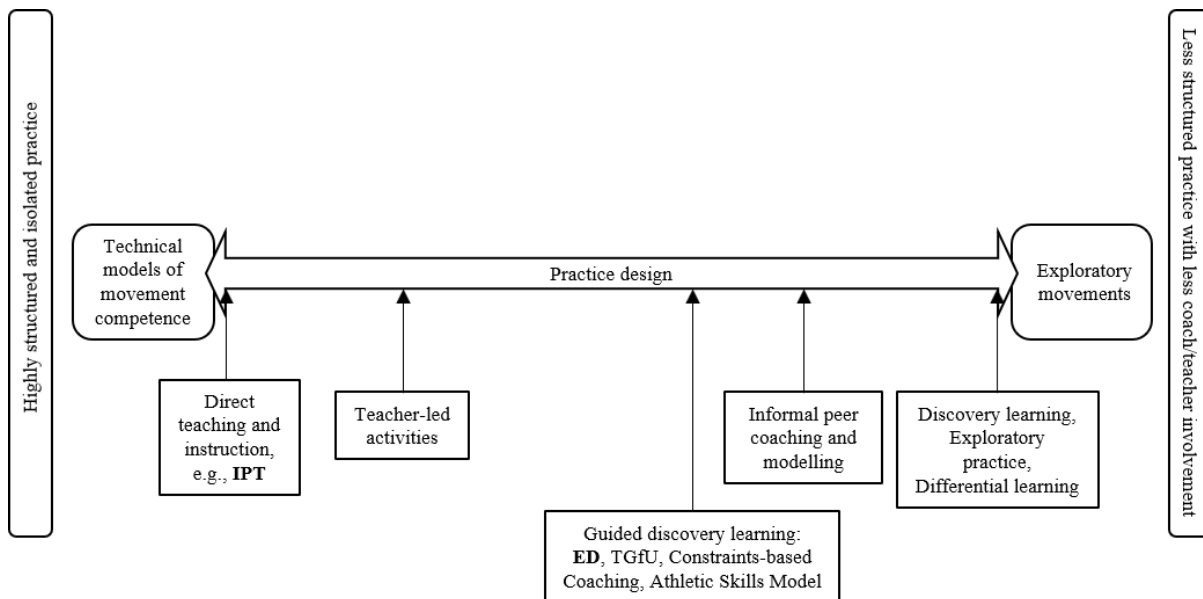 Highly structured and isolated practice
Technical
models of
movement
competence
Practice design
Exploratory
movements
Less structured practice with less coach/teacher involvement
Direct
teaching and
instruction,
e.g., IPT
Teacher-led
activities
Guided discovery learning:
ED, TGfU, Constraints-based
Coaching, Athletic Skills Model
Informal peer
coaching and
modelling
Discovery learning,
Exploratory
practice,
Differential learning